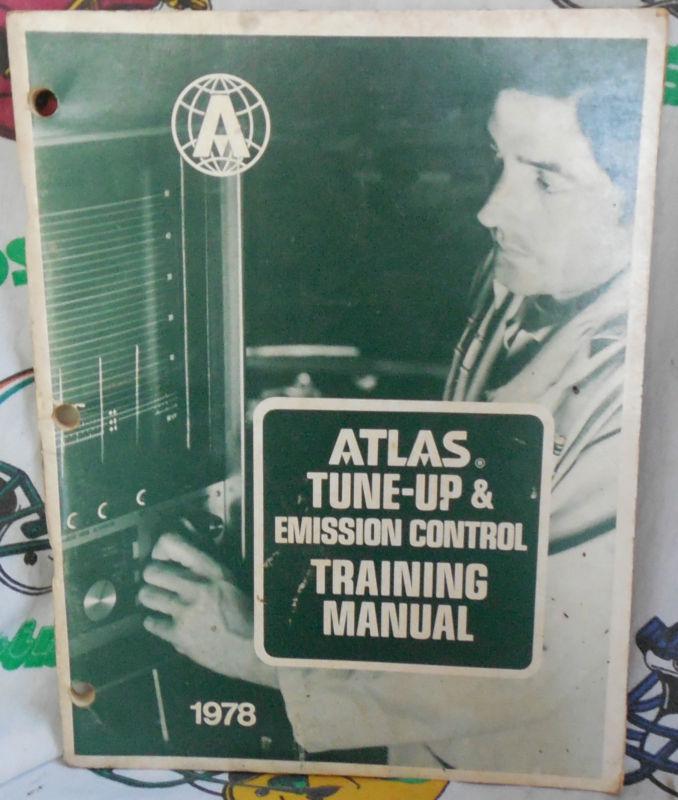 A
ATLAS®
TUNE-UP &
EMISSION CONTROL
TRAINING
MANUAL
1978